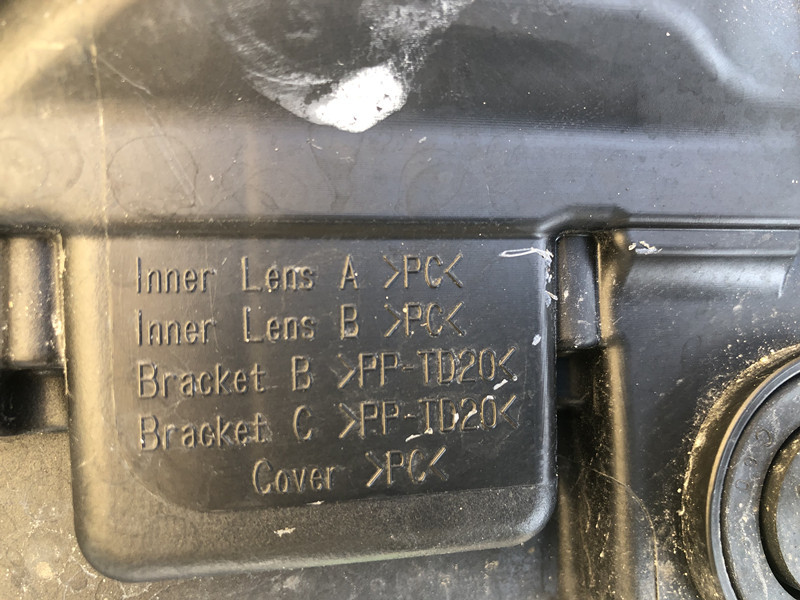 Inner Lens A >PC<
Inner Lens B >PC<
Bracket B >PP-TD20<
Bracket C >PP-TD20<
Cover >PC<